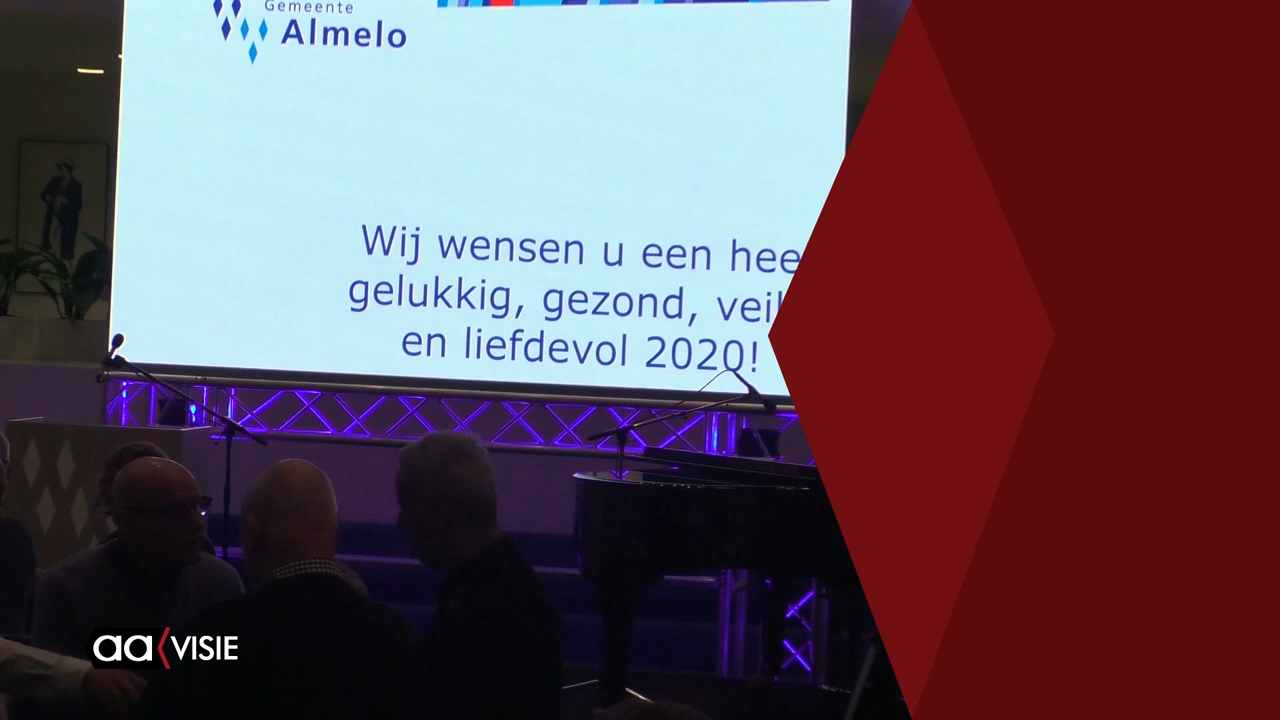 Gemeente
Almelo
Wij wensen u een hee
gelukkig, gezond, veil
en liefdevol 2020!
aa VISIE